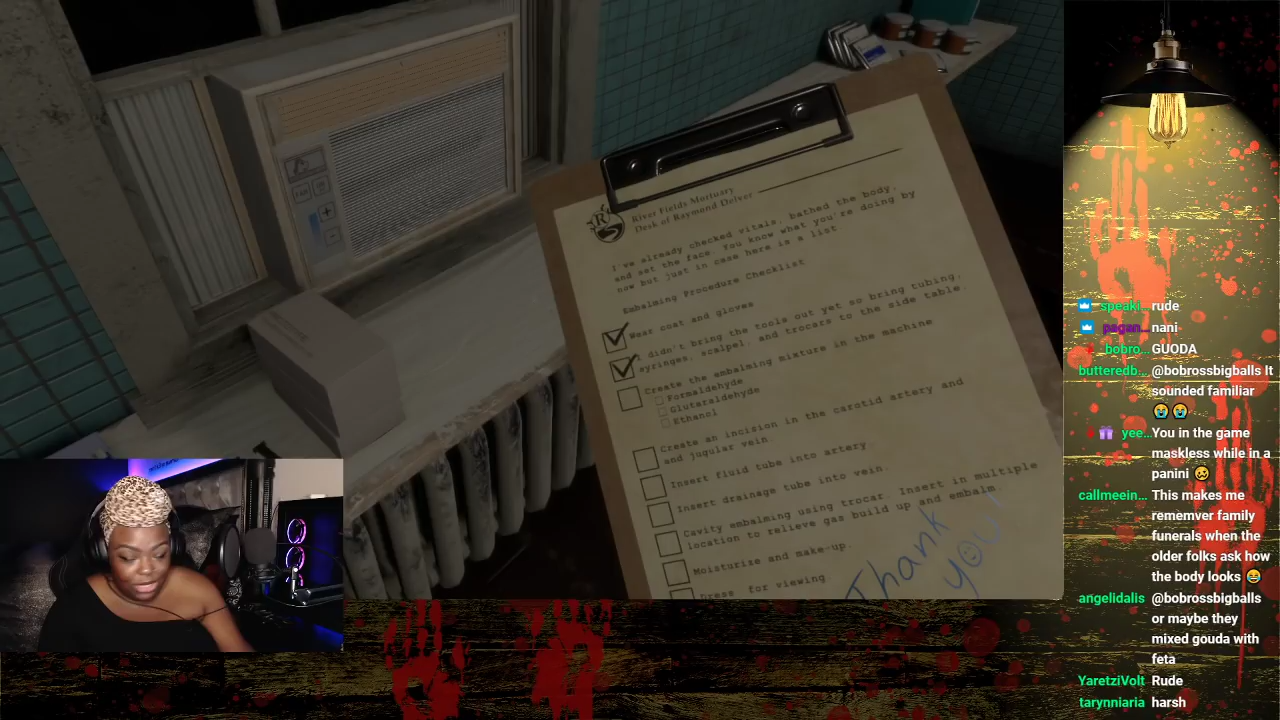 River Fields Mortuary
Desk of Raymond Delver
I've already checked vitals, bathed the body,
and set the face. You know what you're doing by
now but just in case here is a list
Embalming Procedure Checklist
Wear coat and gloves
I didn't bring the tools out yet so bring tubing,
syringes, scalpel, and trocars to the side table.
Create the embalming mixture in the machine
Formaldehyde
Glutaraldehyde
Ethanol
Create an incision in the carotid artery and
and jugular vein.
Insert fluid tube into artery
Insert drainage tube into vein.
Cavity embalming using trocar. Insert in multiple
location to relieve gas build up and embalm
Moisturize and make-up.
Dress for viewing
Thank
you!
FAN
speaki... rude
pagan... nani
bobro... GUODA
butteredb... @bobrossbigballs It
sounded familiar
😭 😭
yee... You in the game
maskless while in a
panini 🤢
callmeein... This makes me
rememver family
funerals when the
older folks ask how
the body looks 😂
angelidalis @bobrossbigballs
or maybe they
mixed gouda with
feta
YaretziVolt Rude
tarynniaria harsh